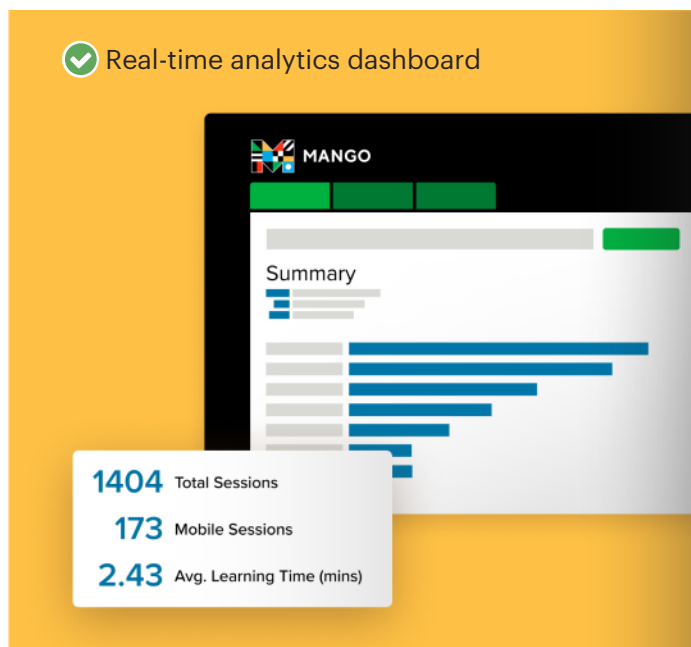 Real-time analytics dashboard
MANGO
Summary
1404 Total Sessions
173 Mobile Sessions
2.43 Avg. Learning Time (mins)